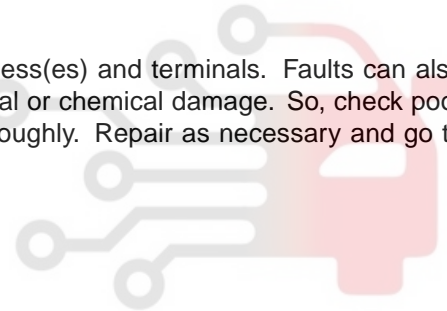 ess(es) and terminals. Faults can als
al or chemical damage. So, check poo
oughly. Repair as necessary and go t